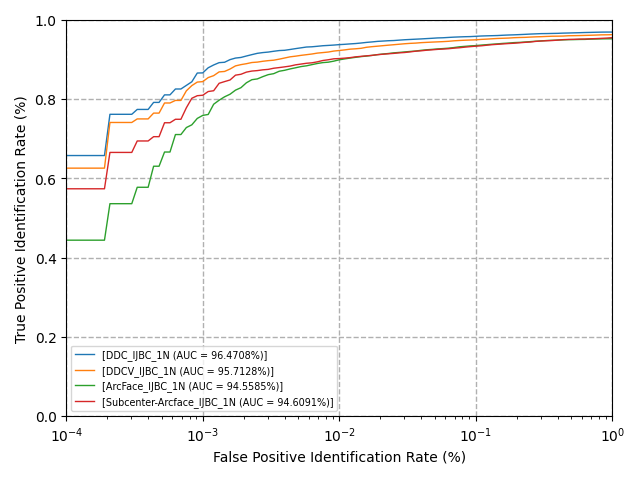 1.0
0.8
0.6
0.4
0.2
0.0
True Positive Identification Rate (%)
[DDC_IJBC_1N (AUC = 96.4708%)]
[DDCV_IJBC_1N (AUC = 95.7128%)]
[ArcFace_IJBC_1N (AUC = 94.5585%)]
[Subcenter-Arcface_IJBC_1N (AUC = 94.6091%)]
10⁻⁴ 10⁻³ 10⁻² 10⁻¹ 10⁰
False Positive Identification Rate (%)